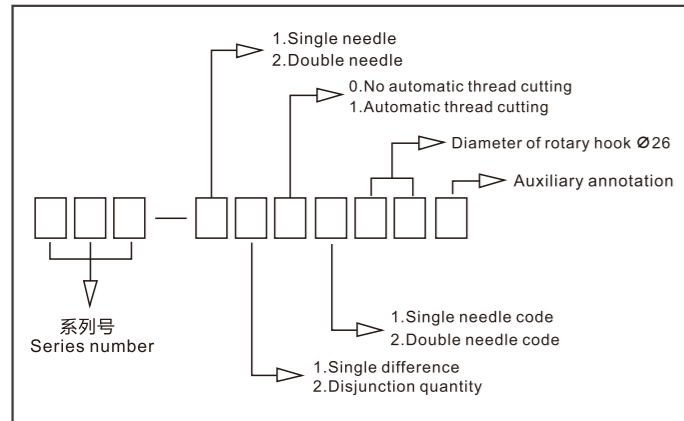 1.Single needle
2.Double needle
0.No automatic thread cutting
1.Automatic thread cutting
Diameter of rotary hook Ø26
Auxiliary annotation
系列号
Series number
1.Single needle code
2.Double needle code
1.Single difference
2.Disjunction quantity